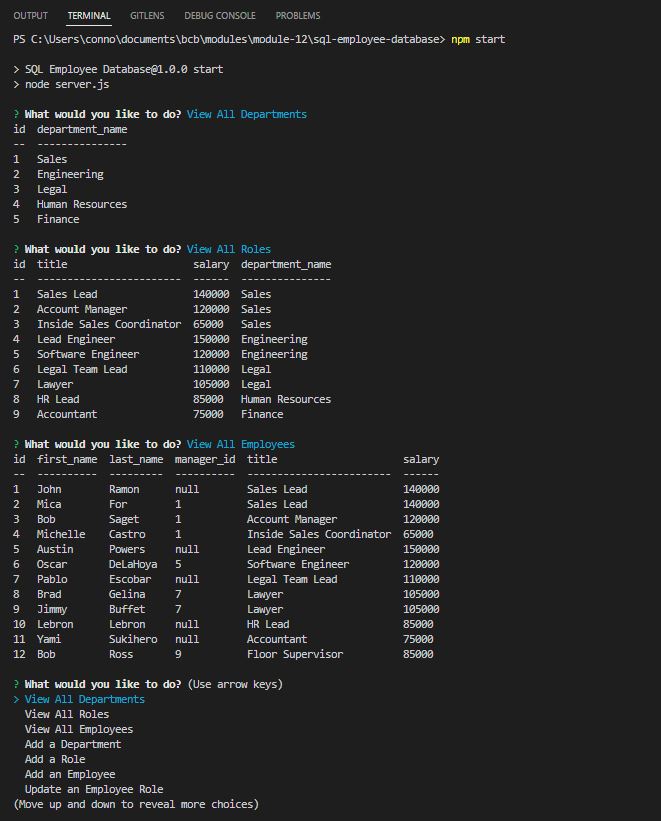 OUTPUT TERMINAL GITLENS DEBUG CONSOLE PROBLEMS
PS C:\Users\conno\documents\bcb\modules\module-12\sql-employee-database> npm start
> SQL Employee Database@1.0.0 start
> node server.js
? What would you like to do? View All Departments
id department_name
-- ---------------
1 Sales
2 Engineering
3 Legal
4 Human Resources
5 Finance
? What would you like to do? View All Roles
id title salary department_name
-- ------------------------ ------ ---------------
1 Sales Lead 140000 Sales
2 Account Manager 120000 Sales
3 Inside Sales Coordinator 65000 Sales
4 Lead Engineer 150000 Engineering
5 Software Engineer 120000 Engineering
6 Legal Team Lead 110000 Legal
7 Lawyer 105000 Legal
8 HR Lead 85000 Human Resources
9 Accountant 75000 Finance
? What would you like to do? View All Employees
id first_name last_name manager_id title salary
-- ---------- --------- ---------- ------------------------ ------
1 John Ramon null Sales Lead 140000
2 Mica For 1 Sales Lead 140000
3 Bob Saget 1 Account Manager 120000
4 Michelle Castro 1 Inside Sales Coordinator 65000
5 Austin Powers null Lead Engineer 150000
6 Oscar DeLaHoya 5 Software Engineer 120000
7 Pablo Escobar null Legal Team Lead 110000
8 Brad Gelina 7 Lawyer 105000
9 Jimmy Buffet 7 Lawyer 105000
10 Lebron Lebron null HR Lead 85000
11 Yami Sukihero null Accountant 75000
12 Bob Ross 9 Floor Supervisor 85000
? What would you like to do? (Use arrow keys)
> View All Departments
View All Roles
View All Employees
Add a Department
Add a Role
Add an Employee
Update an Employee Role
(Move up and down to reveal more choices)